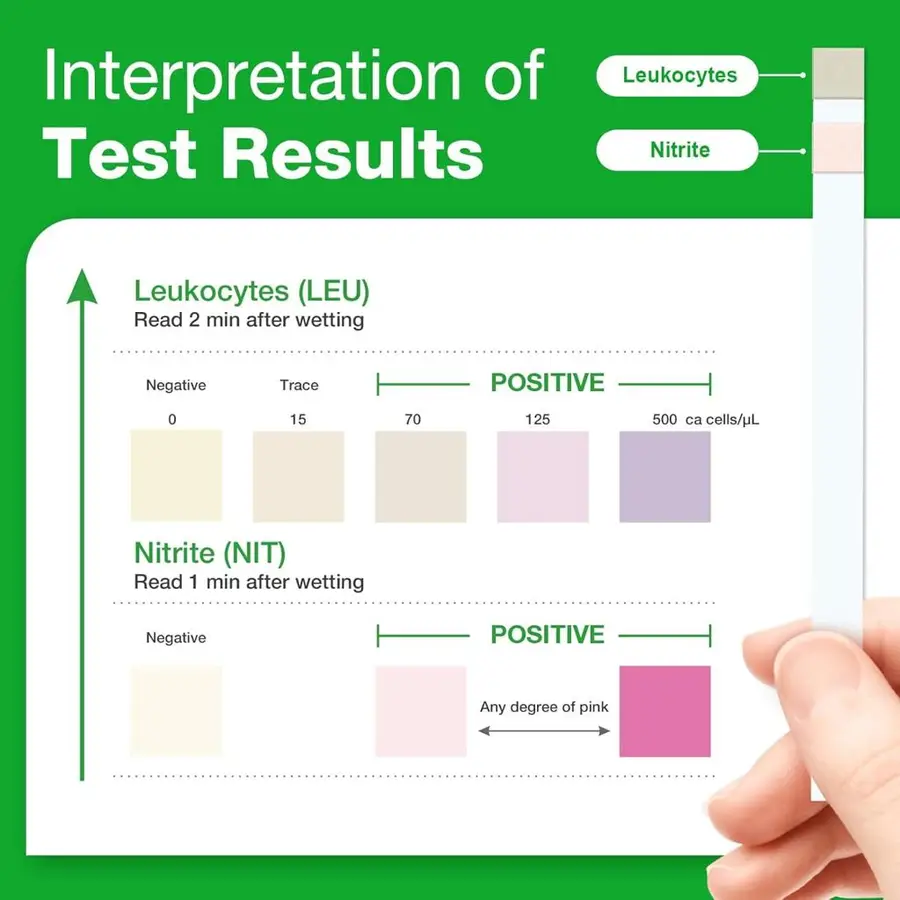 Interpretation of
Test Results
Leukocytes
Nitrite
Leukocytes (LEU)
Read 2 min after wetting
Negative Trace POSITIVE
0 15 70 125 500 ca cells/µL
Nitrite (NIT)
Read 1 min after wetting
Negative POSITIVE
Any degree of pink